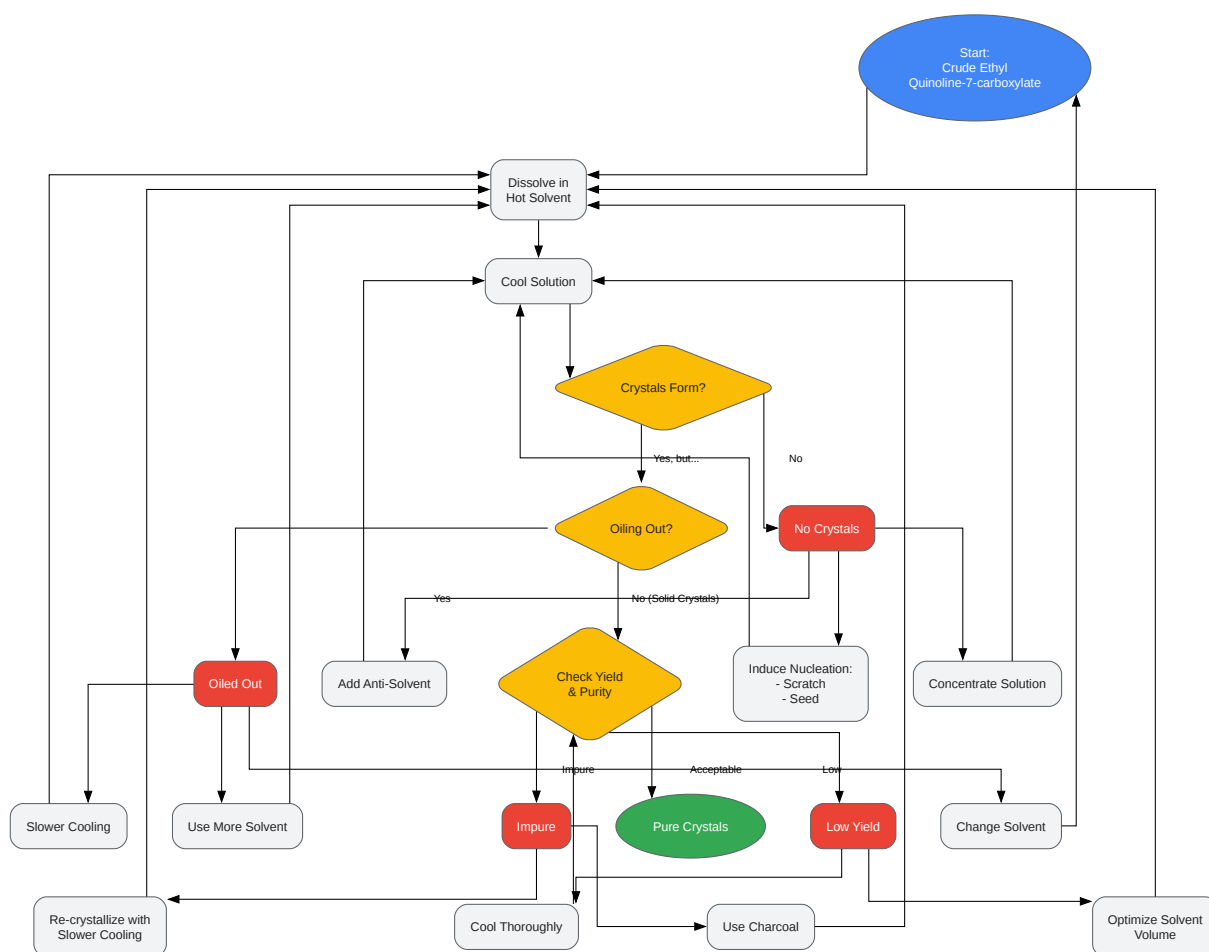 Start:
Crude Ethyl
Quinoline-7-carboxylate
Dissolve in
Hot Solvent
Cool Solution
Crystals Form?
Yes, but...
No
Oiling Out?
No Crystals
Yes
No (Solid Crystals)
Oiled Out
Add Anti-Solvent
Check Yield
& Purity
Induce Nucleation:
- Scratch
- Seed
Concentrate Solution
Impure
Acceptable
Low
Slower Cooling
Use More Solvent
Impure
Pure Crystals
Low Yield
Change Solvent
Re-crystallize with
Slower Cooling
Cool Thoroughly
Use Charcoal
Optimize Solvent
Volume